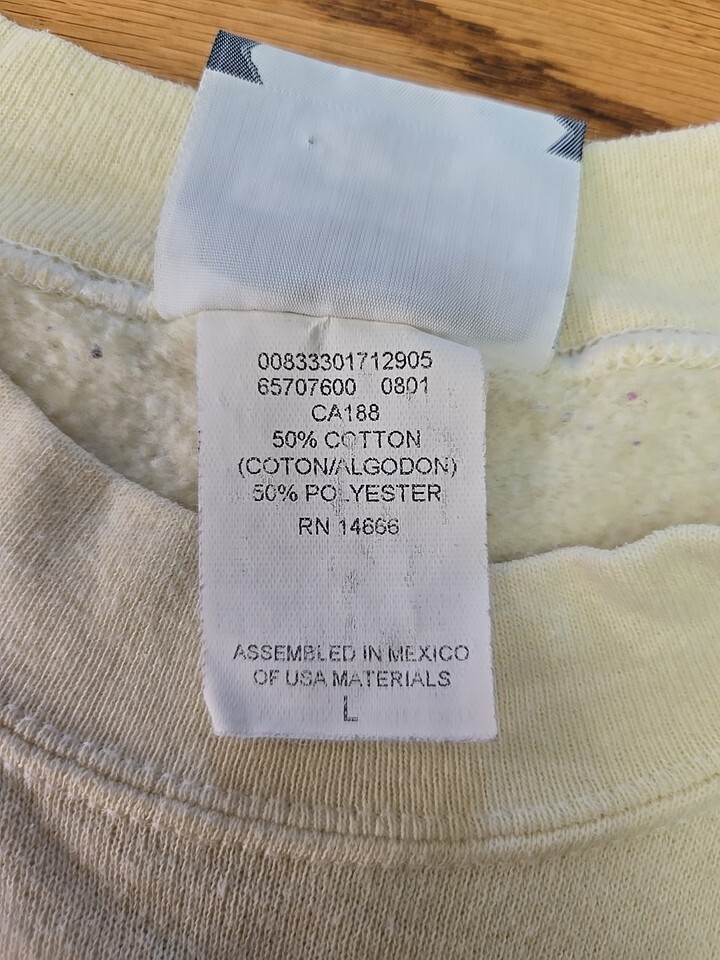 00833301712905
65707600 0801
CA188
50% COTTON
(COTON/ALGODON)
50% POLYESTER
RN 14666
ASSEMBLED IN MEXICO
OF USA MATERIALS
L